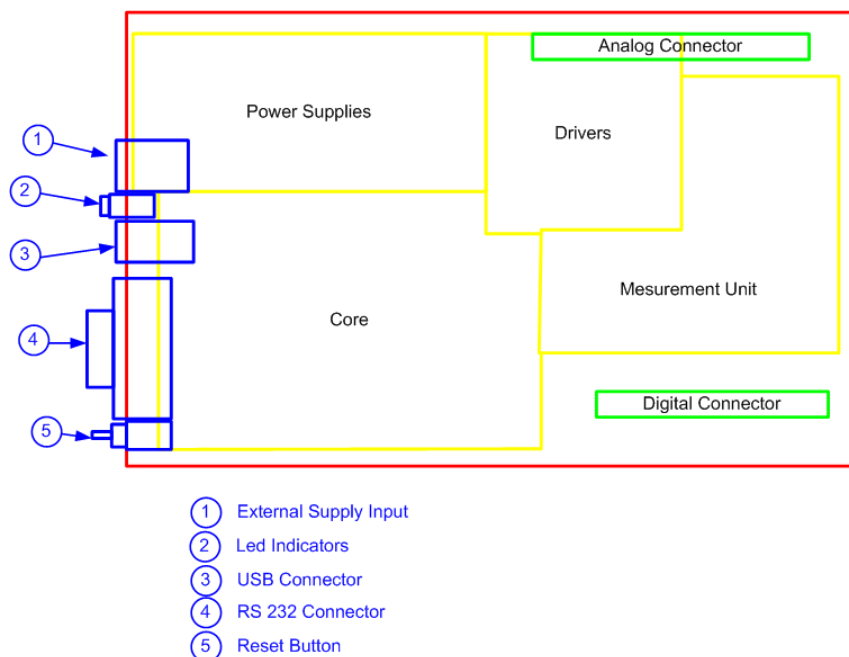 Analog Connector
Power Supplies
Drivers
1
2
3
Mesurement Unit
Core
4
Digital Connector
5
1 External Supply Input
2 Led Indicators
3 USB Connector
4 RS 232 Connector
5 Reset Button